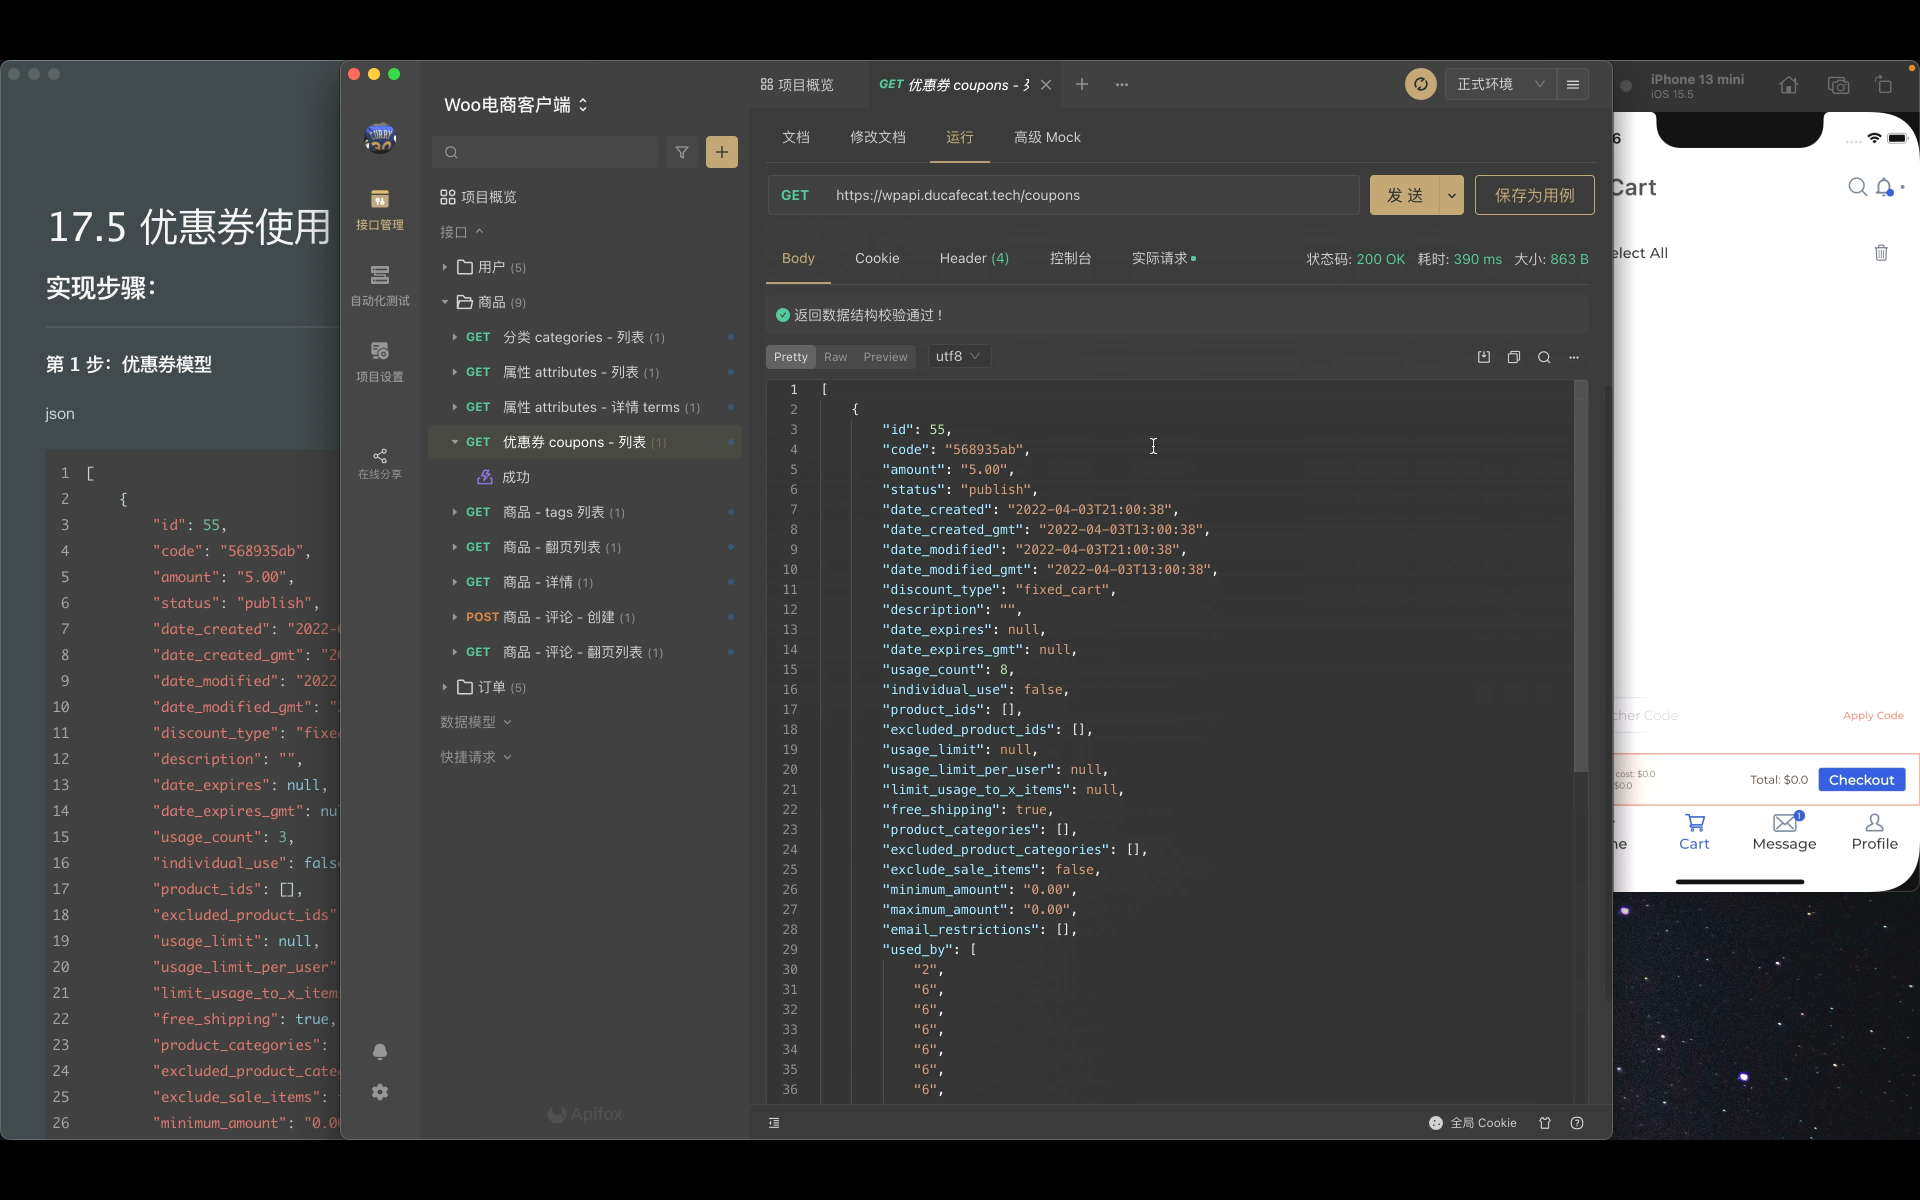 17.5 优惠券使用
实现步骤：
第 1 步：优惠券模型
json
1 [
2 {
3 "id": 55,
4 "code": "568935ab",
5 "amount": "5.00",
6 "status": "publish",
7 "date_created": "2022-
8 "date_created_gmt": "2
9 "date_modified": "2022
10 "date_modified_gmt": "
11 "discount_type": "fixe
12 "description": "",
13 "date_expires": null,
14 "date_expires_gmt": nu
15 "usage_count": 3,
16 "individual_use": fals
17 "product_ids": [],
18 "excluded_product_ids"
19 "usage_limit": null,
20 "usage_limit_per_user"
21 "limit_usage_to_x_item
22 "free_shipping": true,
23 "product_categories":
24 "excluded_product_cate
25 "exclude_sale_items":
26 "minimum_amount": "0.0
接口管理
自动化测试
项目设置
在线分享
Woo电商客户端
项目概览
接口
用户 (5)
商品 (9)
GET 分类 categories - 列表 (1)
GET 属性 attributes - 列表 (1)
GET 属性 attributes - 详情 terms (1)
GET 优惠券 coupons - 列表 (1)
成功
GET 商品 - tags 列表 (1)
GET 商品 - 翻页列表 (1)
GET 商品 - 详情 (1)
POST 商品 - 评论 - 创建 (1)
GET 商品 - 评论 - 翻页列表 (1)
订单 (5)
数据模型
快捷请求
Apifox
项目概览
GET 优惠券 coupons -
正式环境
文档 修改文档 运行 高级 Mock
GET https://wpapi.ducafecat.tech/coupons
发 送
保存为用例
Body Cookie Header (4) 控制台 实际请求
状态码: 200 OK 耗时: 390 ms 大小: 863 B
返回数据结构校验通过！
Pretty Raw Preview utf8
1 [
2 {
3 "id": 55,
4 "code": "568935ab",
5 "amount": "5.00",
6 "status": "publish",
7 "date_created": "2022-04-03T21:00:38",
8 "date_created_gmt": "2022-04-03T13:00:38",
9 "date_modified": "2022-04-03T21:00:38",
10 "date_modified_gmt": "2022-04-03T13:00:38",
11 "discount_type": "fixed_cart",
12 "description": "",
13 "date_expires": null,
14 "date_expires_gmt": null,
15 "usage_count": 8,
16 "individual_use": false,
17 "product_ids": [],
18 "excluded_product_ids": [],
19 "usage_limit": null,
20 "usage_limit_per_user": null,
21 "limit_usage_to_x_items": null,
22 "free_shipping": true,
23 "product_categories": [],
24 "excluded_product_categories": [],
25 "exclude_sale_items": false,
26 "minimum_amount": "0.00",
27 "maximum_amount": "0.00",
28 "email_restrictions": [],
29 "used_by": [
30 "2",
31 "6",
32 "6",
33 "6",
34 "6",
35 "6",
36 "6",
全局 Cookie
iPhone 13 mini
iOS 15.5
6
Cart
elect All
cher Code
Apply Code
cost: $0.0
$0.0
Total: $0.0
Checkout
1
Cart
Message
Profile